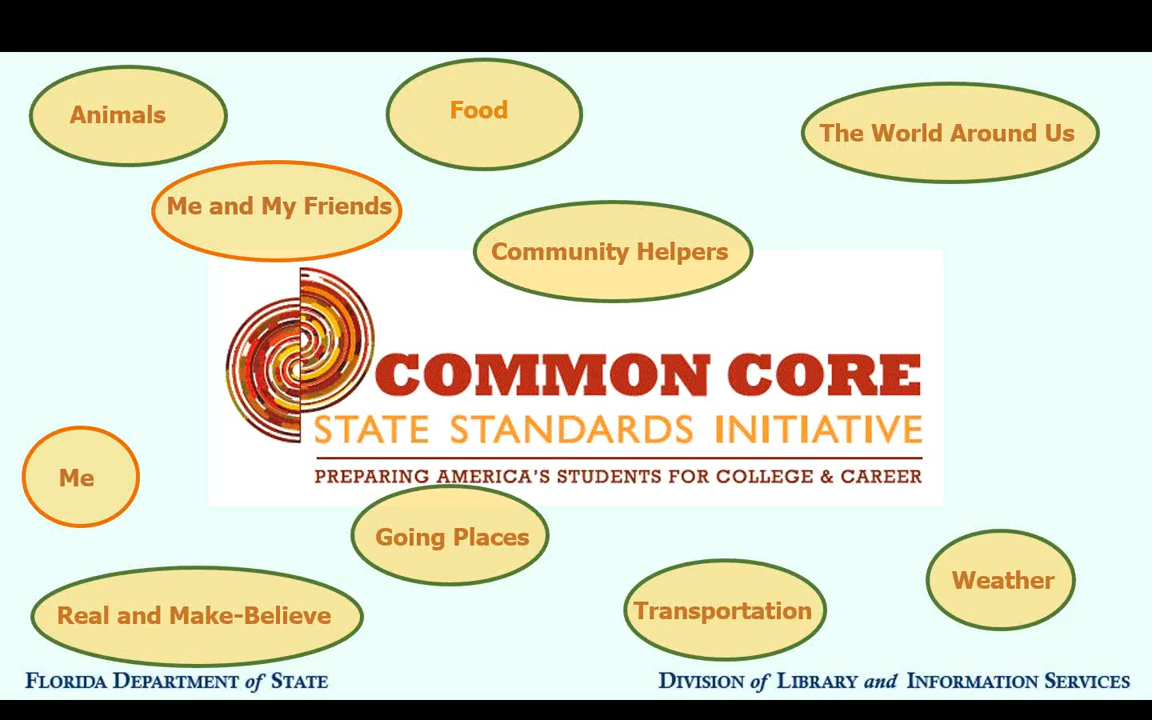 Animals
Food
The World Around Us
Me and My Friends
Community Helpers
COMMON CORE
STATE STANDARDS INITIATIVE
PREPARING AMERICA'S STUDENTS FOR COLLEGE & CAREER
Me
Going Places
Weather
Real and Make-Believe
Transportation
FLORIDA DEPARTMENT of STATE
DIVISION of LIBRARY and INFORMATION SERVICES